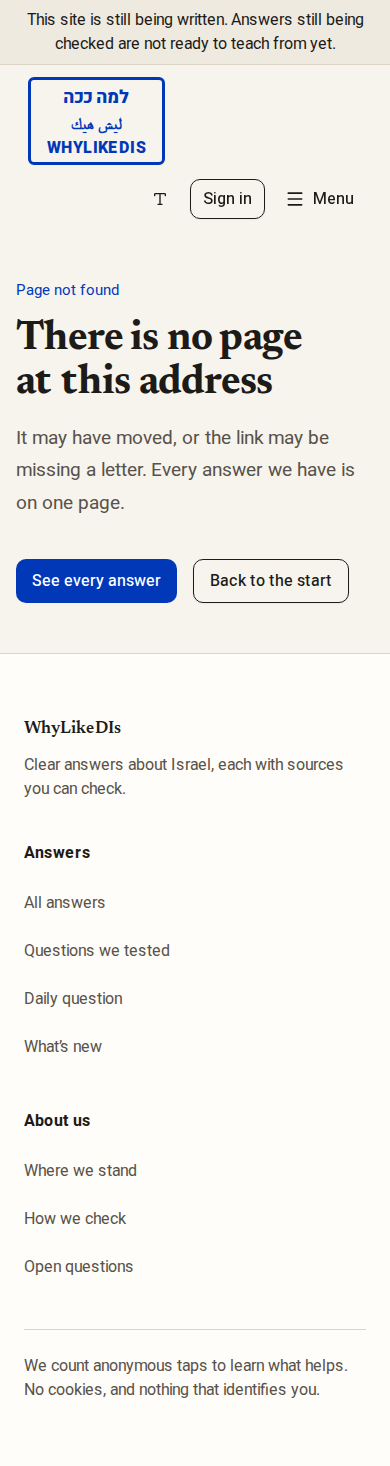 This site is still being written. Answers still being
checked are not ready to teach from yet.
למה ככה
ليش هيك
WHYLIKEDIS
T
Sign in
Menu
Page not found
There is no page
at this address
It may have moved, or the link may be
missing a letter. Every answer we have is
on one page.
See every answer
Back to the start
WhyLikeDIs
Clear answers about Israel, each with sources
you can check.
Answers
All answers
Questions we tested
Daily question
What's new
About us
Where we stand
How we check
Open questions
We count anonymous taps to learn what helps.
No cookies, and nothing that identifies you.